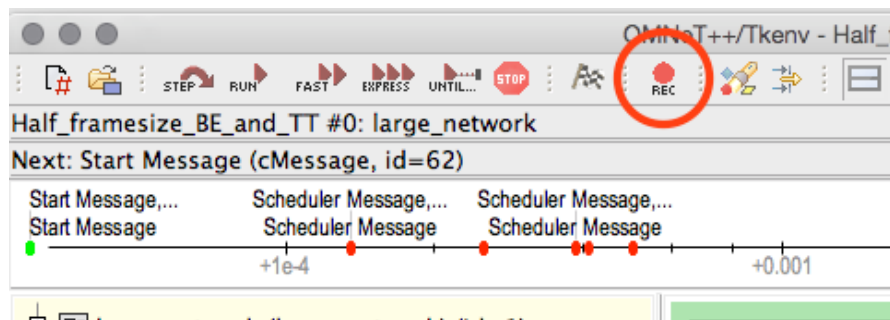 OMNeT++/Tkenv - Half_
STEP RUN FAST EXPRESS UNTIL... STOP REC
Half_framesize_BE_and_TT #0: large_network
Next: Start Message (cMessage, id=62)
Start Message,... Scheduler Message,... Scheduler Message,...
Start Message Scheduler Message Scheduler Message
+1e-4 +0.001